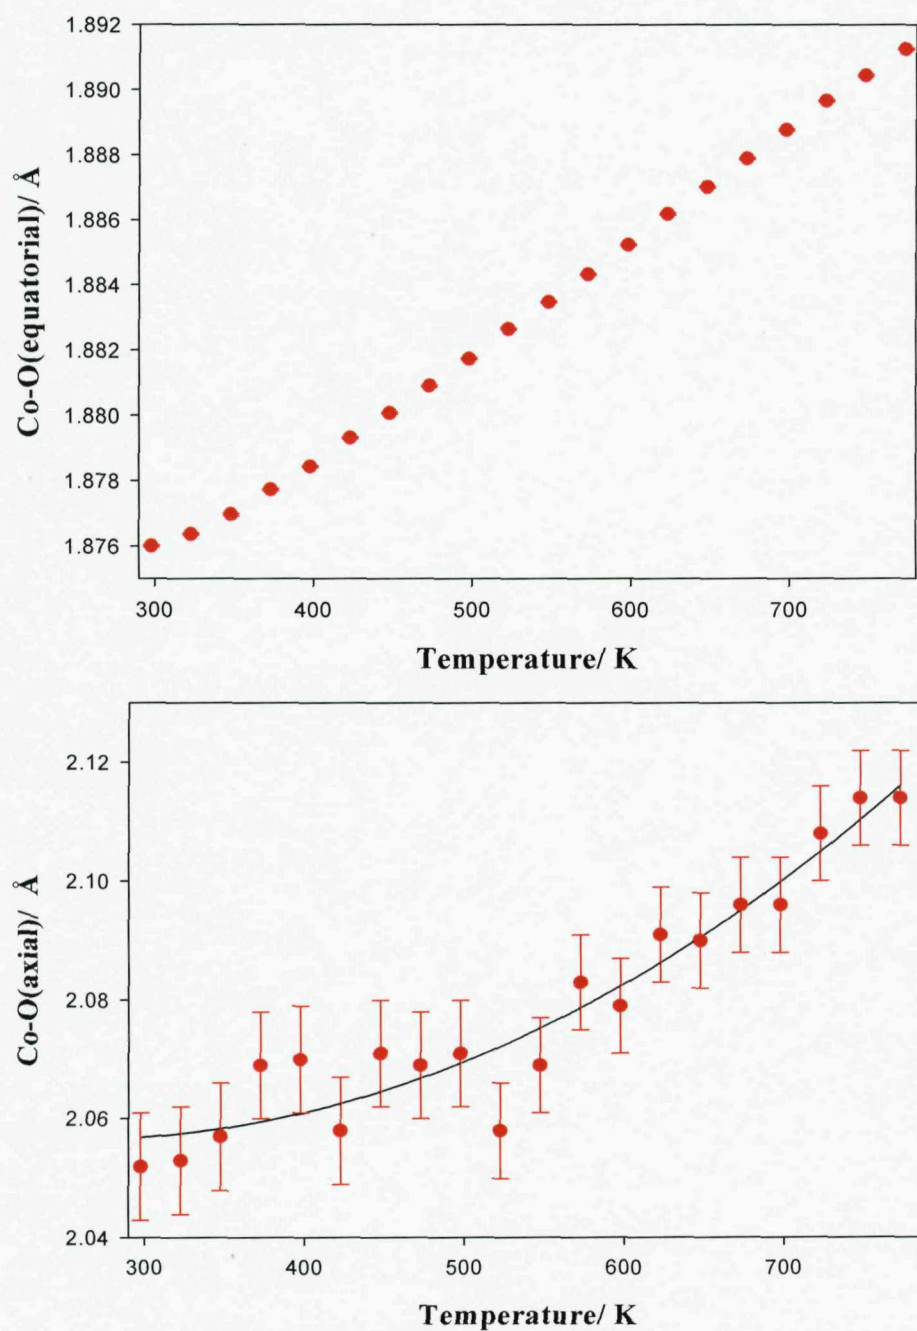 1.892
1.890
1.888
1.886
1.884
1.882
1.880
1.878
1.876
Co-O(equatorial)/ Å
300 400 500 600 700
Temperature/ K
2.12
2.10
2.08
2.06
2.04
Co-O(axial)/ Å
300 400 500 600 700
Temperature/ K